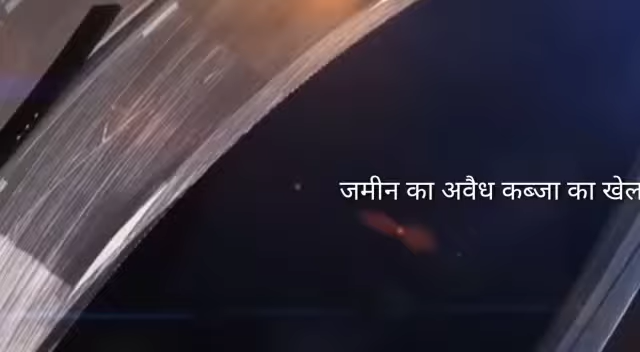 जमीन का अवैध कब्जा का खेल